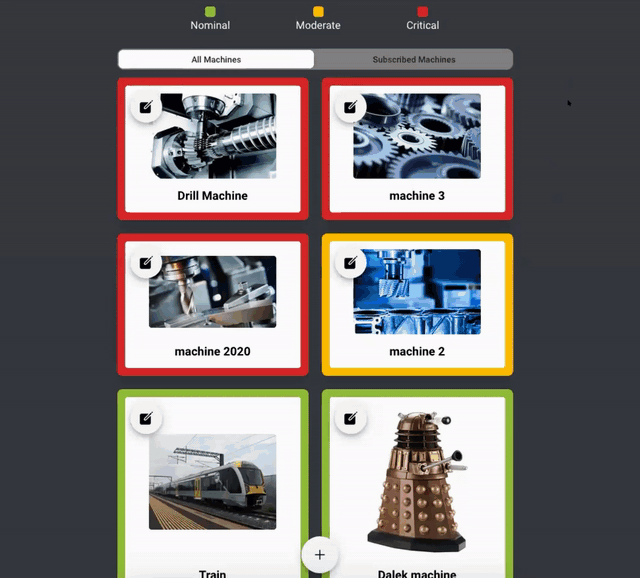 Nominal
Moderate
Critical
All Machines
Subscribed Machines
Drill Machine
machine 3
machine 2020
machine 2
Train
Dalek machine